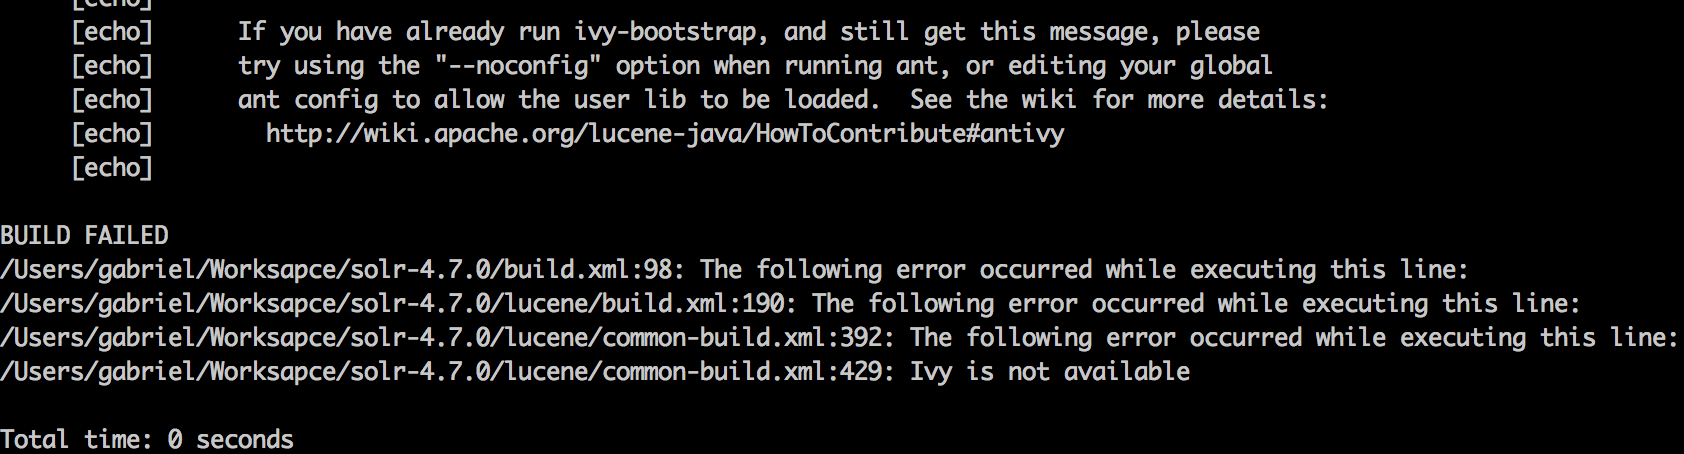 [echo]
[echo]      If you have already run ivy-bootstrap, and still get this message, please
[echo]      try using the "--noconfig" option when running ant, or editing your global
[echo]      ant config to allow the user lib to be loaded.  See the wiki for more details:
[echo]        http://wiki.apache.org/lucene-java/HowToContribute#antivy
[echo]
BUILD FAILED
/Users/gabriel/Worksapce/solr-4.7.0/build.xml:98: The following error occurred while executing this line:
/Users/gabriel/Worksapce/solr-4.7.0/lucene/build.xml:190: The following error occurred while executing this line:
/Users/gabriel/Worksapce/solr-4.7.0/lucene/common-build.xml:392: The following error occurred while executing this line:
/Users/gabriel/Worksapce/solr-4.7.0/lucene/common-build.xml:429: Ivy is not available
Total time: 0 seconds